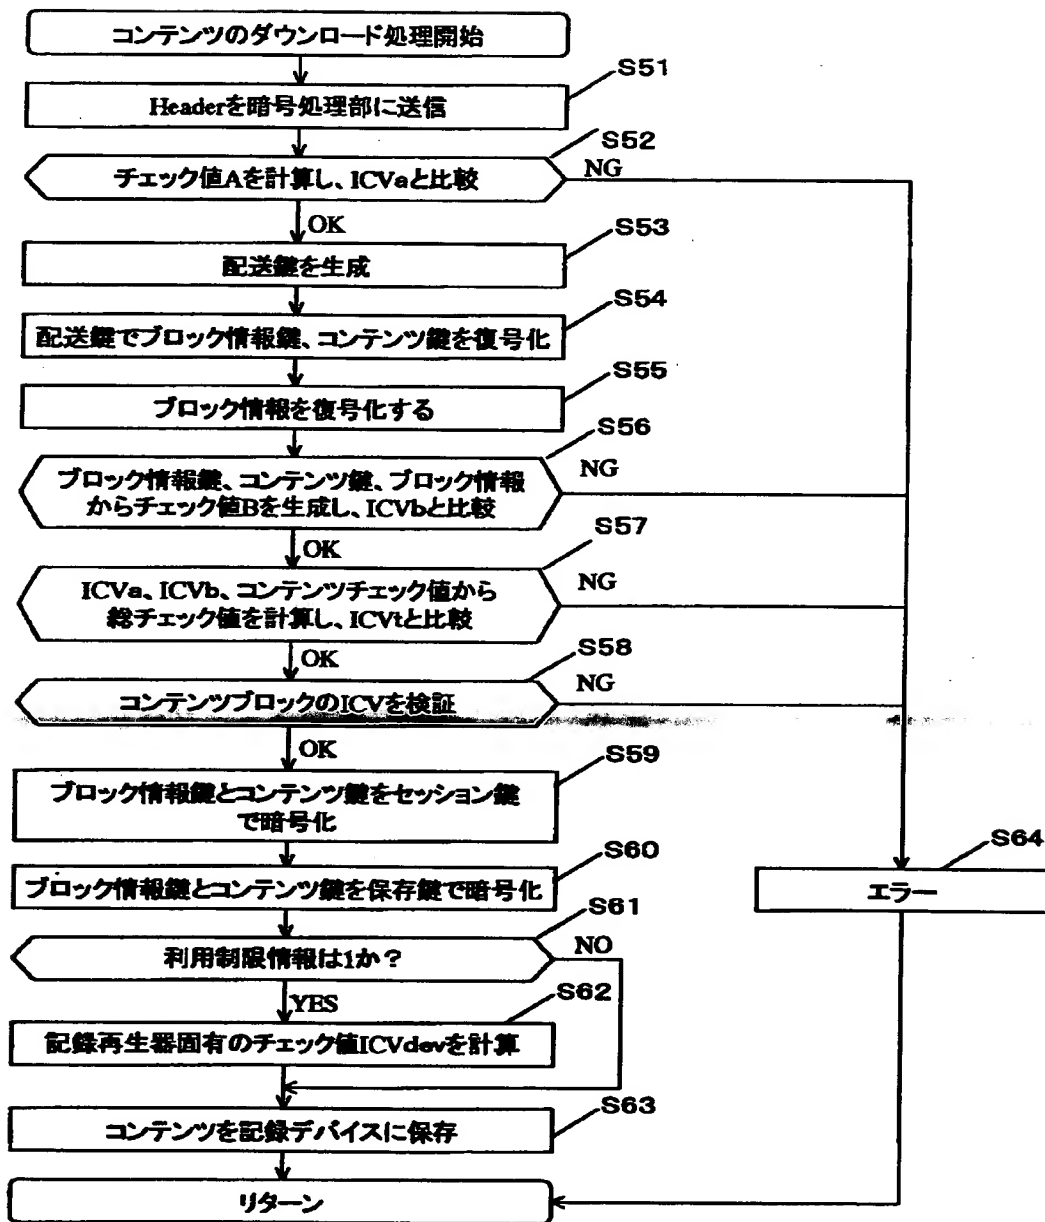 コンテンツのダウンロード処理開始
S51
Headerを暗号処理部に送信
S52
チェック値Aを計算し、ICVaと比較
NG
OK
S53
配送鍵を生成
S54
配送鍵でブロック情報鍵、コンテンツ鍵を復号化
S55
ブロック情報を復号化する
S56
ブロック情報鍵、コンテンツ鍵、ブロック情報
からチェック値Bを生成し、ICVbと比較
NG
OK
S57
ICVa、ICVb、コンテンツチェック値から
総チェック値を計算し、ICVtと比較
NG
OK
S58
コンテンツブロックのICVを検証
NG
OK
S59
ブロック情報鍵とコンテンツ鍵をセッション鍵
で暗号化
S60
ブロック情報鍵とコンテンツ鍵を保存鍵で暗号化
S61
利用制限情報は1か？
NO
YES
S62
記録再生器固有のチェック値ICVdevを計算
S63
コンテンツを記録デバイスに保存
S64
エラー
リターン